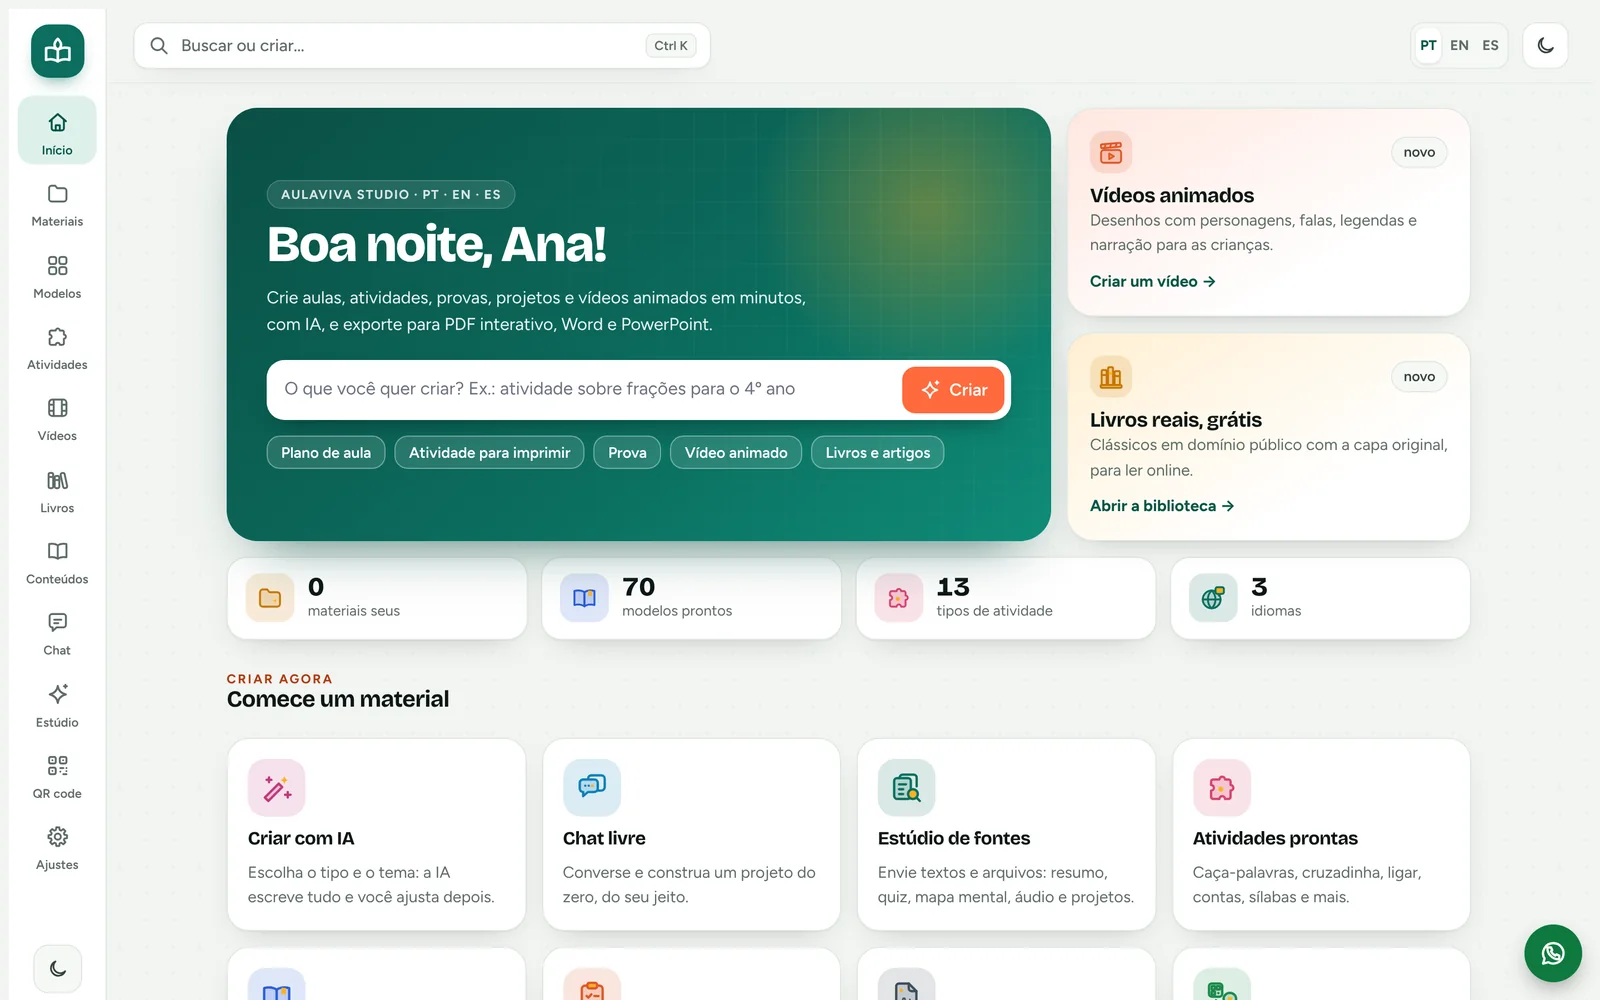 Buscar ou criar...
Ctrl K
PT EN ES
Início
Materiais
Modelos
Atividades
Vídeos
Livros
Conteúdos
Chat
Estúdio
QR code
Ajustes
AULAVIVA STUDIO · PT · EN · ES
Boa noite, Ana!
Crie aulas, atividades, provas, projetos e vídeos animados em minutos,
com IA, e exporte para PDF interativo, Word e PowerPoint.
O que você quer criar? Ex.: atividade sobre frações para o 4º ano
Criar
Plano de aula
Atividade para imprimir
Prova
Vídeo animado
Livros e artigos
novo
Vídeos animados
Desenhos com personagens, falas, legendas e
narração para as crianças.
Criar um vídeo →
novo
Livros reais, grátis
Clássicos em domínio público com a capa original,
para ler online.
Abrir a biblioteca →
0
materiais seus
70
modelos prontos
13
tipos de atividade
3
idiomas
CRIAR AGORA
Comece um material
Criar com IA
Escolha o tipo e o tema: a IA
escreve tudo e você ajusta depois.
Chat livre
Converse e construa um projeto do
zero, do seu jeito.
Estúdio de fontes
Envie textos e arquivos: resumo,
quiz, mapa mental, áudio e projetos.
Atividades prontas
Caça-palavras, cruzadinha, ligar,
contas, sílabas e mais.